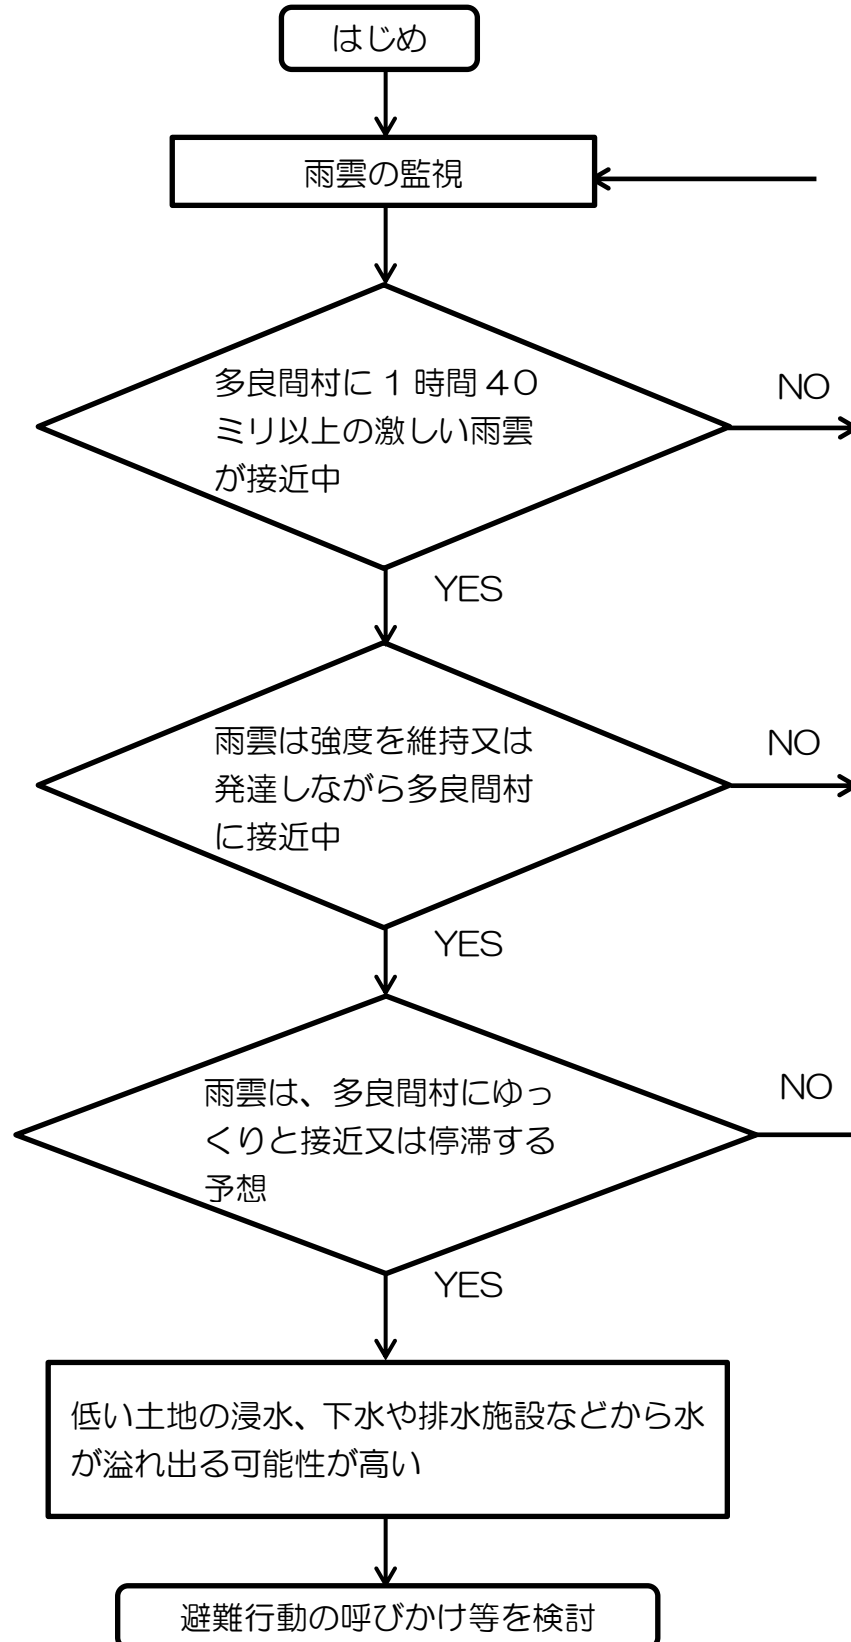 はじめ
雨雲の監視
多良間村に 1 時間 40
ミリ以上の激しい雨雲
が接近中
NO
YES
雨雲は強度を維持又は
発達しながら多良間村
に接近中
NO
YES
雨雲は、多良間村にゆっ
くりと接近又は停滞する
予想
NO
YES
低い土地の浸水、下水や排水施設などから水
が溢れ出る可能性が高い
避難行動の呼びかけ等を検討